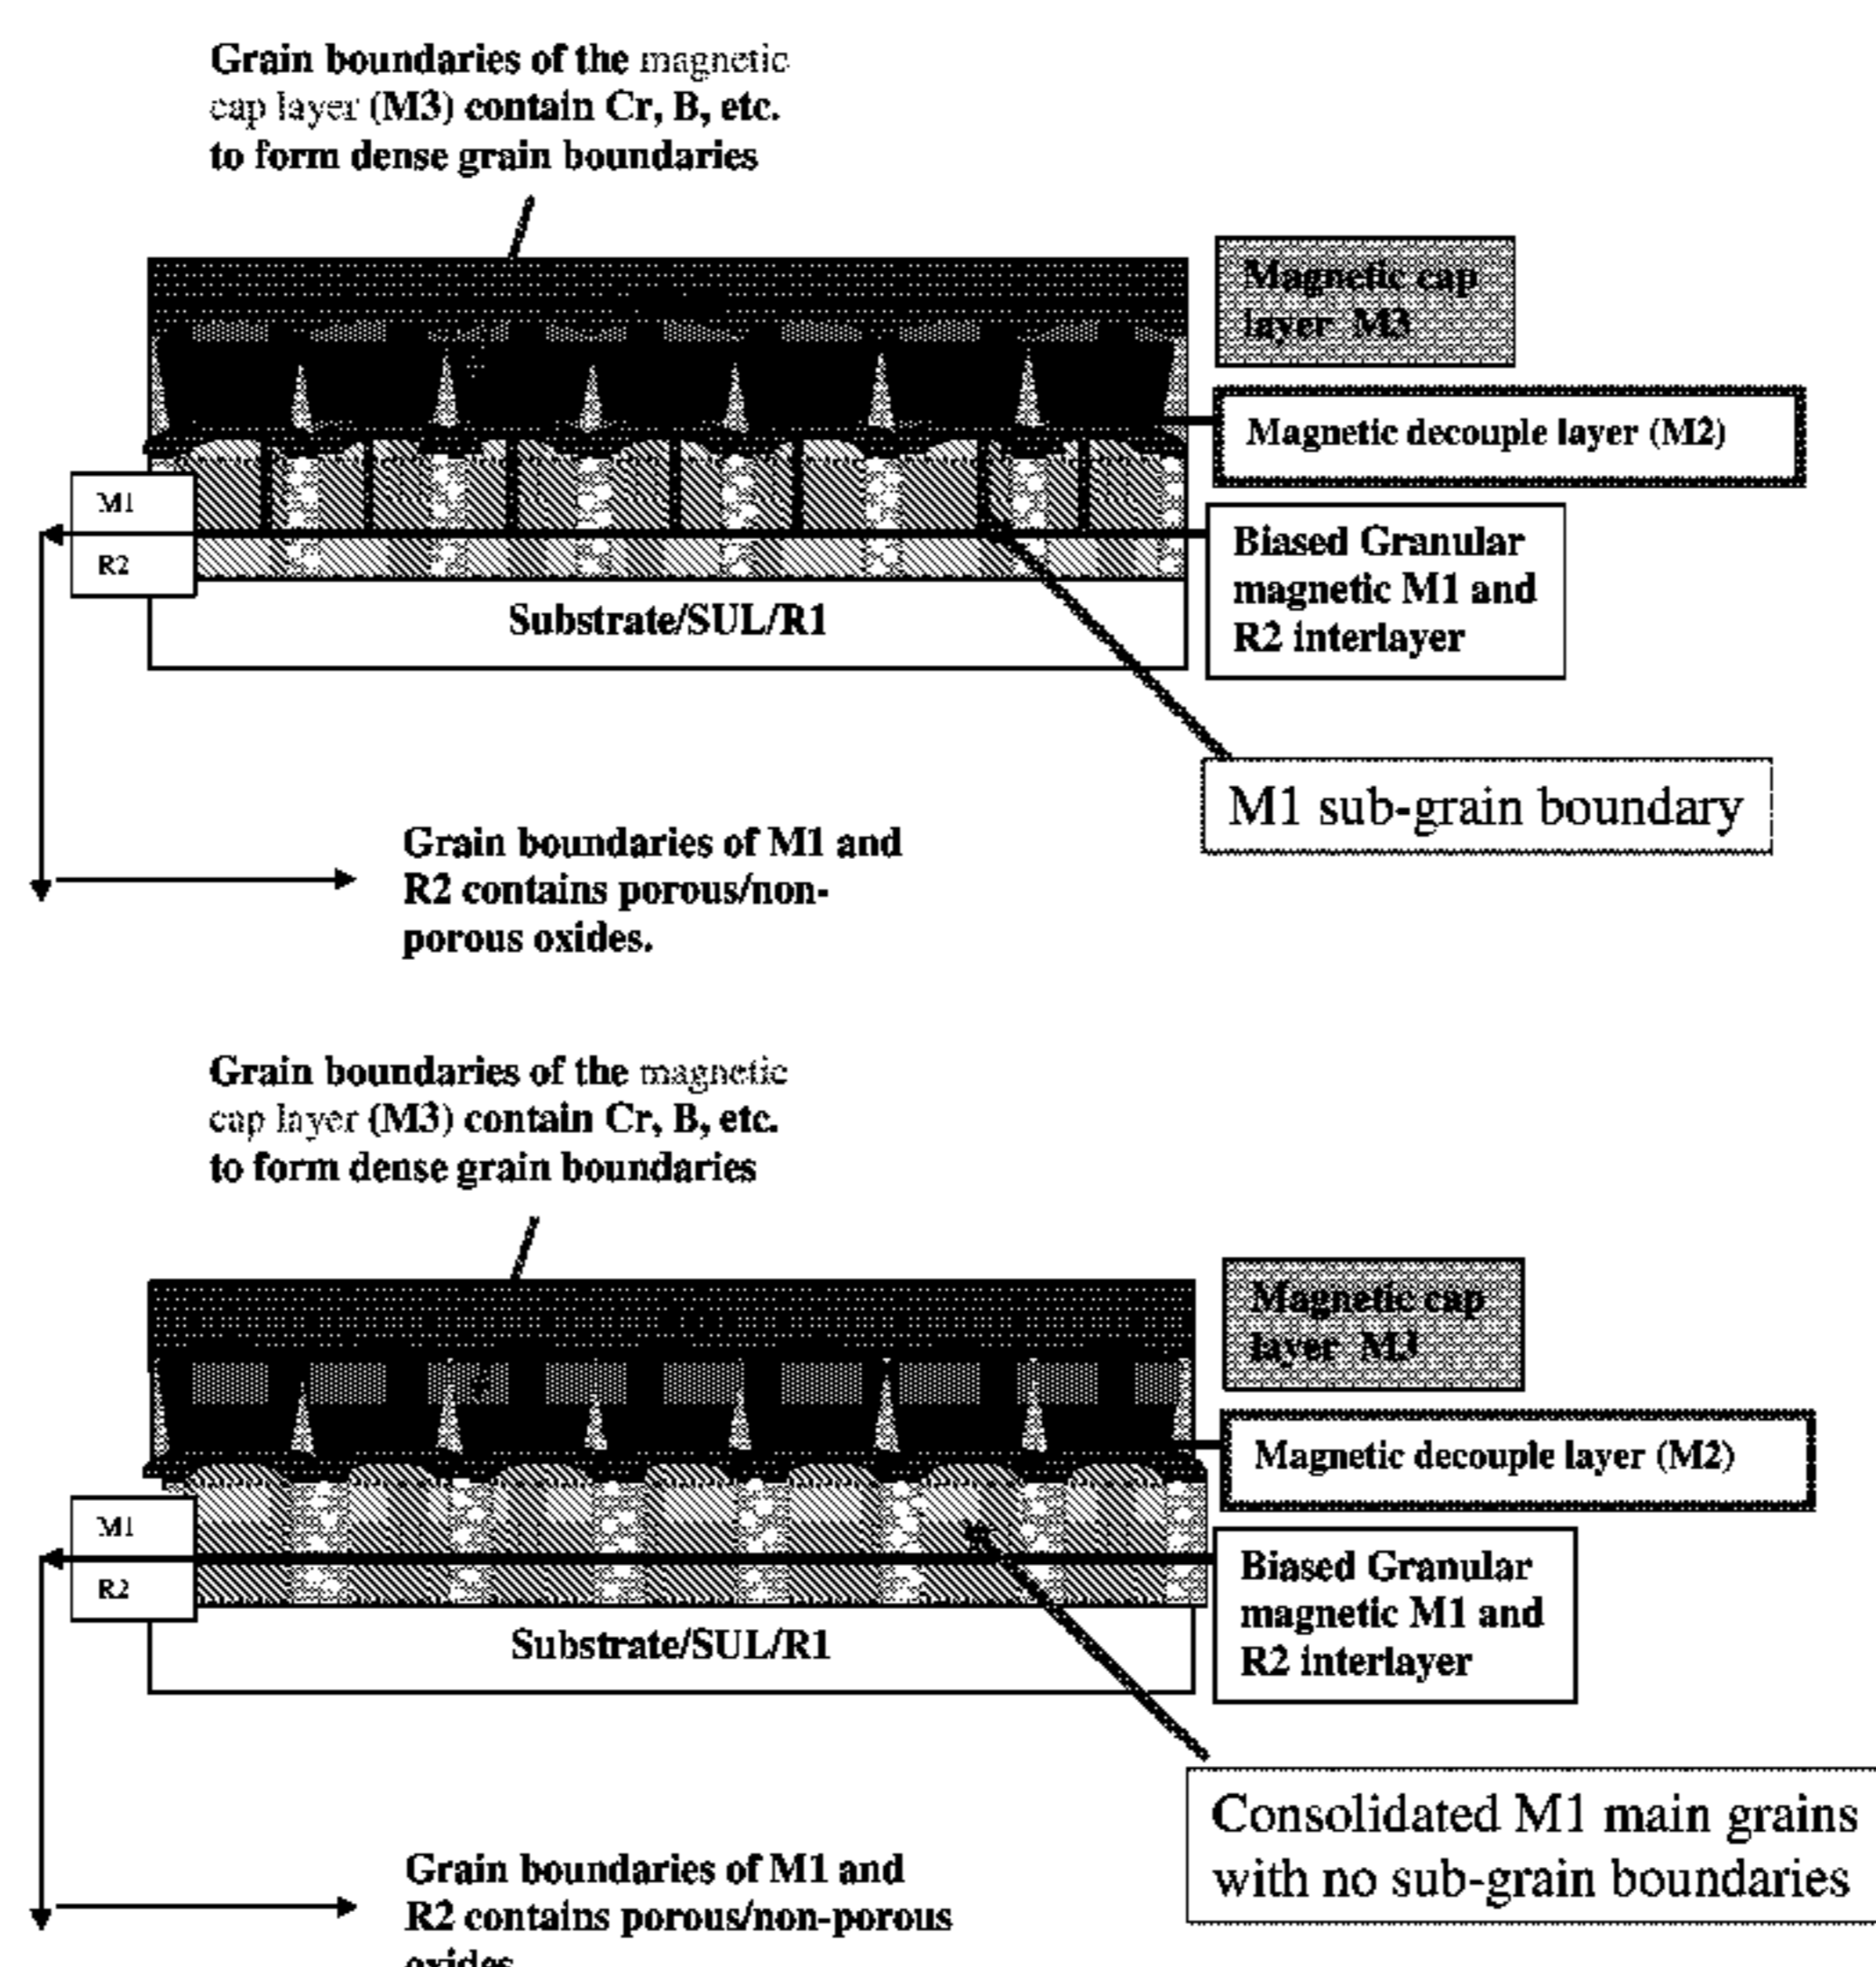 Grain boundaries of the magnetic
cap layer (M3) contain Cr, B, etc.
to form dense grain boundaries
Magnetic cap
layer M3
Magnetic decouple layer (M2)
M1
R2
Biased Granular
magnetic M1 and
R2 interlayer
Substrate/SUL/R1
M1 sub-grain boundary
Grain boundaries of M1 and
R2 contains porous/non-
porous oxides.
Grain boundaries of the magnetic
cap layer (M3) contain Cr, B, etc.
to form dense grain boundaries
Magnetic cap
layer M3
Magnetic decouple layer (M2)
M1
R2
Biased Granular
magnetic M1 and
R2 interlayer
Substrate/SUL/R1
Consolidated M1 main grains
with no sub-grain boundaries
Grain boundaries of M1 and
R2 contains porous/non-porous
oxides